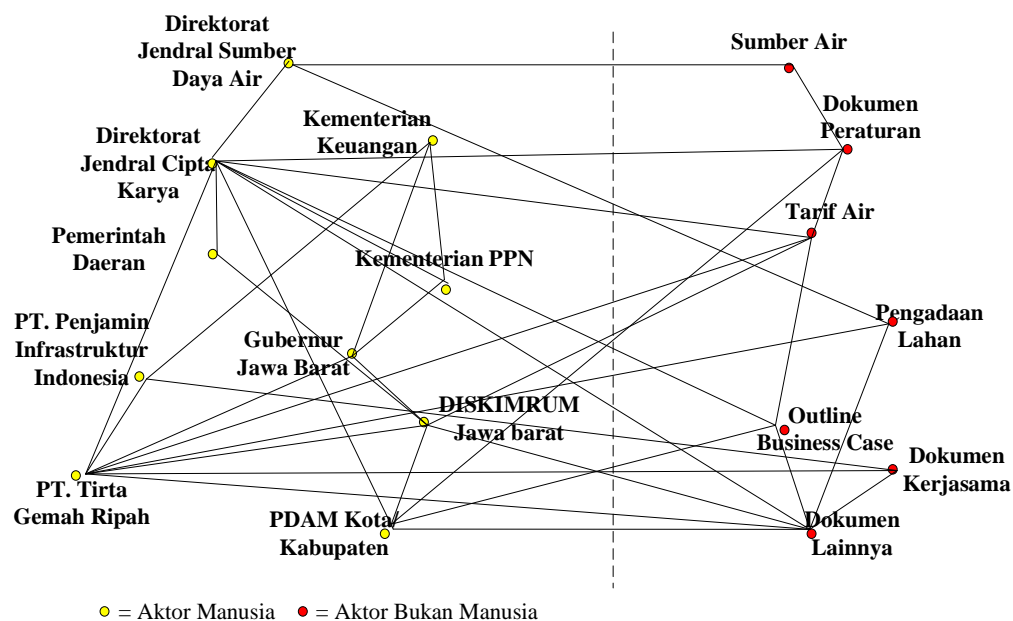 Direktorat
Jendral Sumber
Daya Air
Sumber Air
Kementerian
Keuangan
Dokumen
Peraturan
Direktorat
Jendral Cipta
Karya
Tarif Air
Pemerintah
Daeran
Kementerian PPN
PT. Penjamin
Infrastruktur
Indonesia
Gubernur
Jawa Barat
Pengadaan
Lahan
DISKIMRUM
Jawa barat
Outline
Business Case
Dokumen
Kerjasama
PT. Tirta
Gemah Ripah
PDAM Kota/
Kabupaten
Dokumen
Lainnya
= Aktor Manusia
= Aktor Bukan Manusia